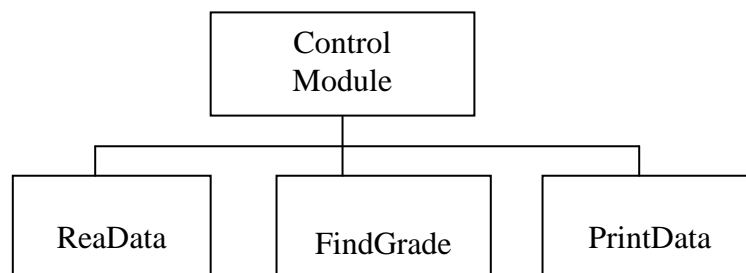 Control
Module
ReaData
FindGrade
PrintData